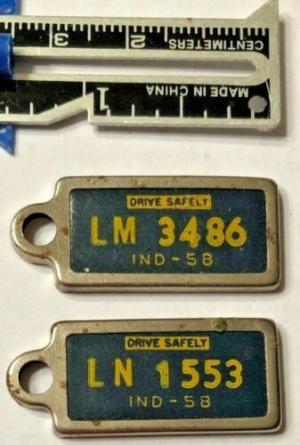 3 2
CENTIMETERS
MADE IN CHINA
1
DRIVE SAFELY
LM 3486
IND-58
DRIVE SAFELY
LN 1553
IND-58